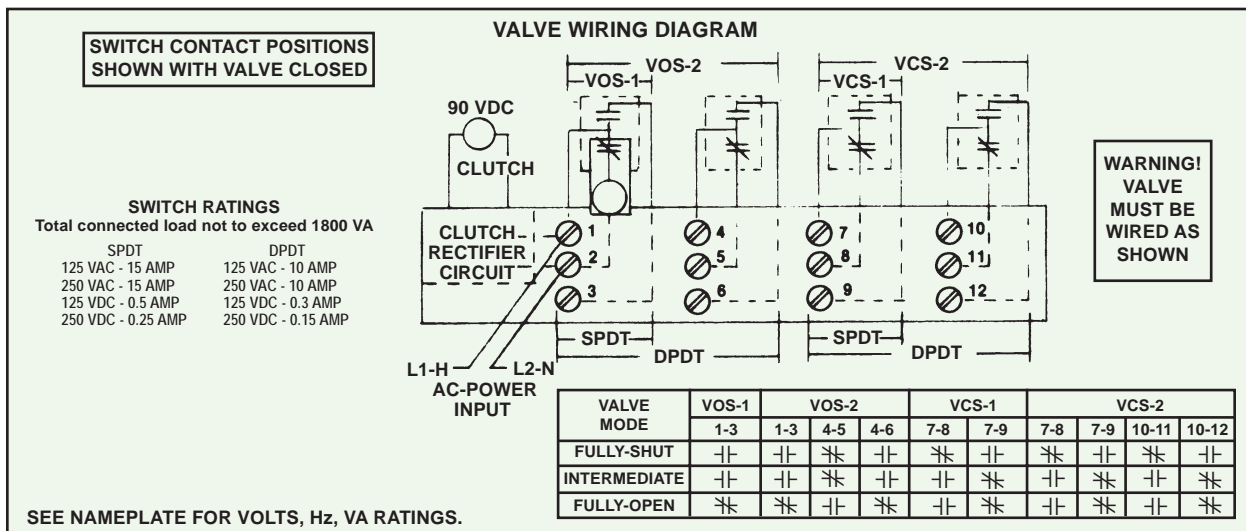 VALVE WIRING DIAGRAM
SWITCH CONTACT POSITIONS
SHOWN WITH VALVE CLOSED
VOS-2
VOS-1
VCS-2
VCS-1
90 VDC
CLUTCH
WARNING!
VALVE
MUST BE
WIRED AS
SHOWN
SWITCH RATINGS
Total connected load not to exceed 1800 VA
SPDT DPDT
125 VAC - 15 AMP 125 VAC - 10 AMP
250 VAC - 15 AMP 250 VAC - 10 AMP
125 VDC - 0.5 AMP 125 VDC - 0.3 AMP
250 VDC - 0.25 AMP 250 VDC - 0.15 AMP
CLUTCH
RECTIFIER
CIRCUIT
1 4 7 10
2 5 8 11
3 6 9 12
SPDT SPDT
DPDT DPDT
L1-H L2-N
AC-POWER
INPUT
VALVE MODE VOS-1 VOS-2 VCS-1 VCS-2
1-3 1-3 4-5 4-6 7-8 7-9 7-8 7-9 10-11 10-12
FULLY-SHUT
INTERMEDIATE
FULLY-OPEN
SEE NAMEPLATE FOR VOLTS, Hz, VA RATINGS.